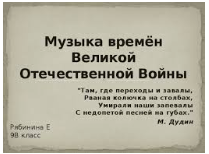 Музыка времён
Великой
Отечественной Войны
"Там, где переходы и завалы,
Рваная колючка на столбах,
Умирали наши запевалы
С недопетой песней на губах."
М. Дудин
Рябинина Е
9В класс